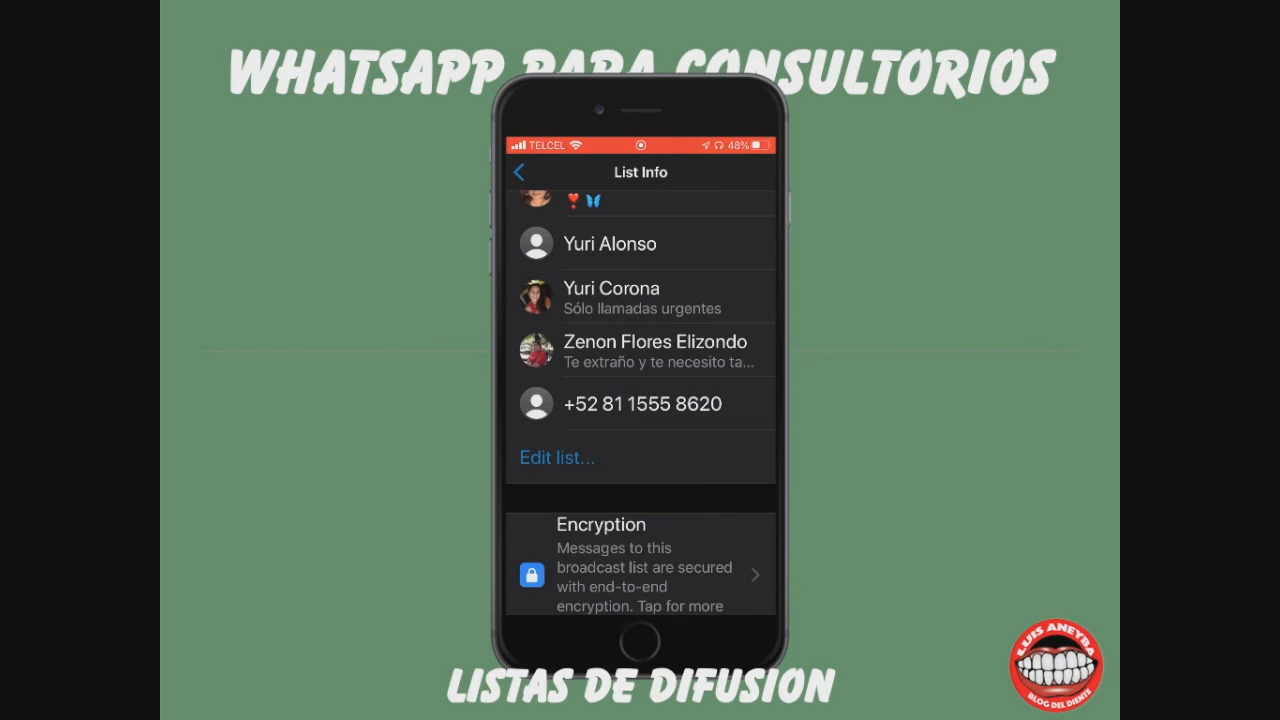 WHATSAPP PARA CONSULTORIOS
TELCEL 48%
List Info
Yuri Alonso
Yuri Corona
Sólo llamadas urgentes
Zenon Flores Elizondo
Te extraño y te necesito ta...
+52 81 1555 8620
Edit list...
Encryption
Messages to this
broadcast list are secured
with end-to-end
encryption. Tap for more
LISTAS DE DIFUSION
LUIS ANEYBA
BLOG DEL DIENTE